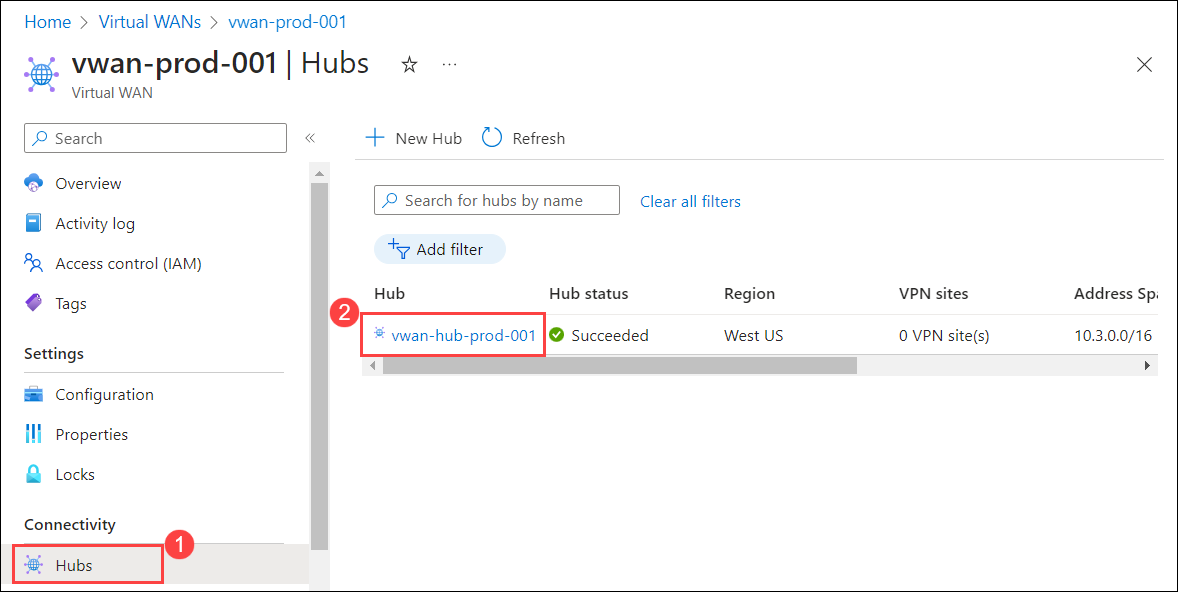 Home > Virtual WANs > vwan-prod-001
vwan-prod-001 | Hubs ☆ ...
Virtual WAN
Search «
Overview
Activity log
Access control (IAM)
Tags
Settings
Configuration
Properties
Locks
Connectivity
1
Hubs
+ New Hub Refresh
Search for hubs by name Clear all filters
Add filter
Hub Hub status Region VPN sites Address Spa
2
vwan-hub-prod-001 Succeeded West US 0 VPN site(s) 10.3.0.0/16